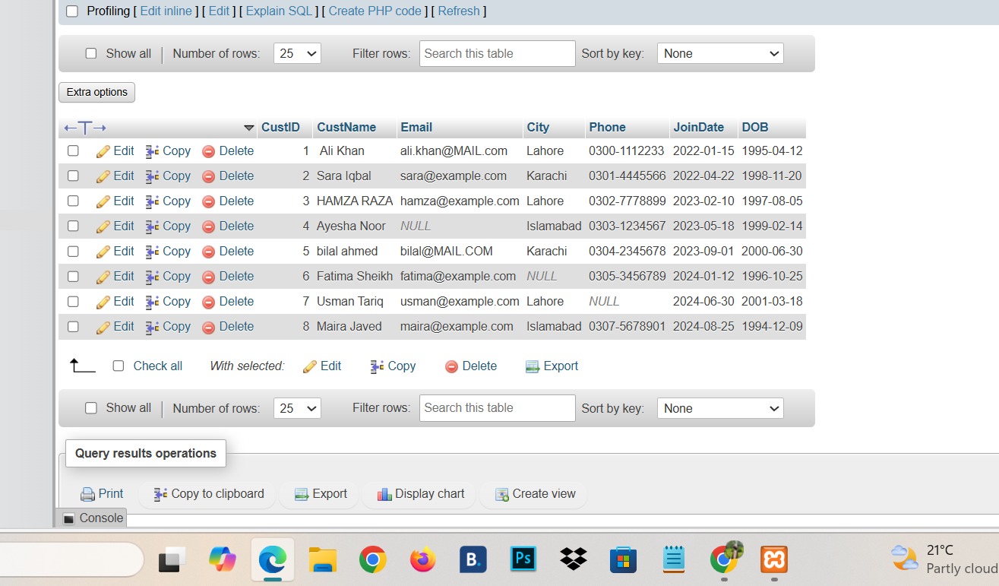 Profiling [ Edit inline ] [ Edit ] [ Explain SQL ] [ Create PHP code ] [ Refresh ]
Show all | Number of rows: 25 Filter rows: Search this table Sort by key: None
Extra options
←T→ CustID CustName Email City Phone JoinDate DOB
Edit Copy Delete 1 Ali Khan ali.khan@MAIL.com Lahore 0300-1112233 2022-01-15 1995-04-12
Edit Copy Delete 2 Sara Iqbal sara@example.com Karachi 0301-4445566 2022-04-22 1998-11-20
Edit Copy Delete 3 HAMZA RAZA hamza@example.com Lahore 0302-7778899 2023-02-10 1997-08-05
Edit Copy Delete 4 Ayesha Noor NULL Islamabad 0303-1234567 2023-05-18 1999-02-14
Edit Copy Delete 5 bilal ahmed bilal@MAIL.COM Karachi 0304-2345678 2023-09-01 2000-06-30
Edit Copy Delete 6 Fatima Sheikh fatima@example.com NULL 0305-3456789 2024-01-12 1996-10-25
Edit Copy Delete 7 Usman Tariq usman@example.com Lahore NULL 2024-06-30 2001-03-18
Edit Copy Delete 8 Maira Javed maira@example.com Islamabad 0307-5678901 2024-08-25 1994-12-09
Check all With selected: Edit Copy Delete Export
Show all | Number of rows: 25 Filter rows: Search this table Sort by key: None
Query results operations
Print Copy to clipboard Export Display chart Create view
Console
B. Ps 21°C
Partly cloud